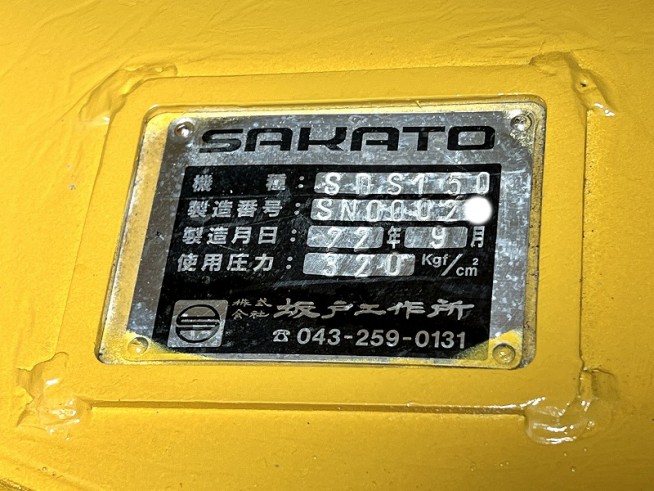 SAKATO
機 種 : SDS150
製造番号 : SN0002
製造月日 : 22年 9月
使用圧力 : 320 Kgf/cm²
株式会社 坂戸工作所
☎ 043-259-0131